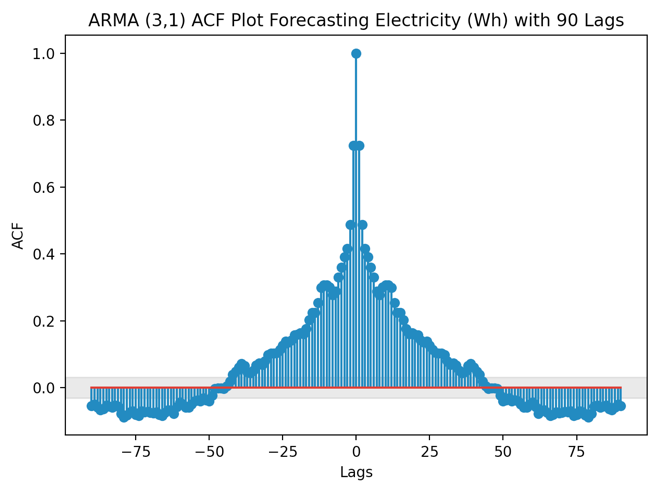 ARMA (3,1) ACF Plot Forecasting Electricity (Wh) with 90 Lags
1.0
0.8
0.6
0.4
0.2
0.0
ACF
−75 −50 −25 0 25 50 75
Lags